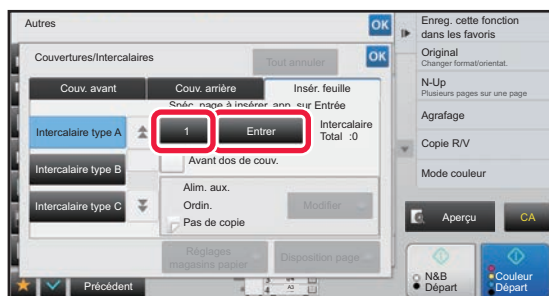 Autres
OK
Couvertures/Intercalaires
Tout annuler
OK
Couv. avant
Couv. arrière
Insér. feuille
Spéc. page à insérer, app. sur Entrée
Intercalaire type A
1
Entrer
Intercalaire
Total :0
Avant dos de couv.
Intercalaire type B
Alim. aux.
Ordin.
Modifier
Pas de copie
Intercalaire type C
Réglages
magasins papier
Disposition page
Précédent
Enreg. cette fonction
dans les favoris
Original
Changer format/orientat.
N-Up
Plusieurs pages sur une page
Agrafage
Copie R/V
Mode couleur
Aperçu
CA
N&B
Départ
Couleur
Départ